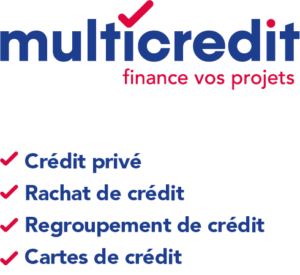 multicredit
finance vos projets
Crédit privé
Rachat de crédit
Regroupement de crédit
Cartes de crédit